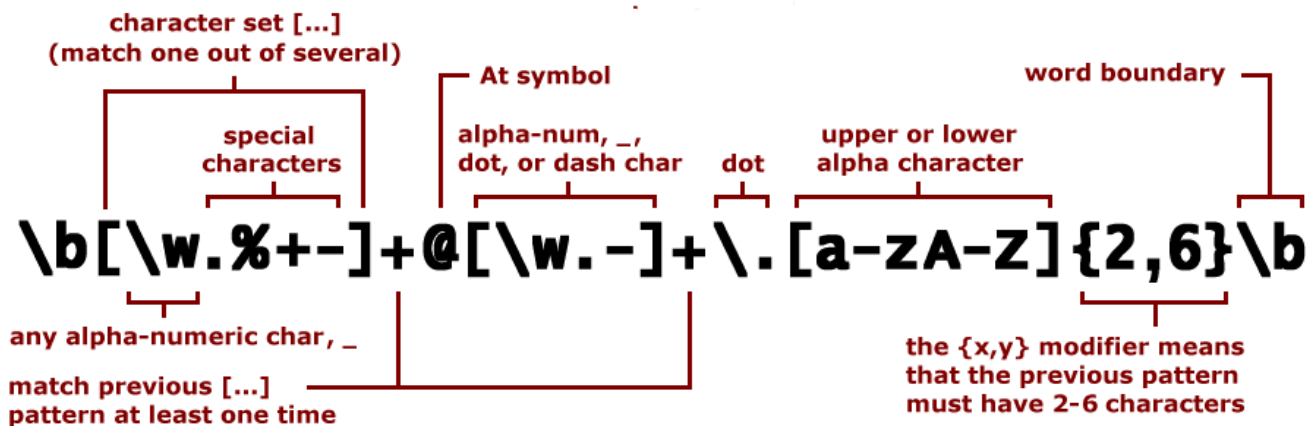 character set [...]
(match one out of several)
At symbol
word boundary
special
characters
alpha-num, _,
dot, or dash char
dot
upper or lower
alpha character
\b[\w.%+-]+@[\w.-]+\.[a-zA-Z]{2,6}\b
any alpha-numeric char, _
match previous [...]
pattern at least one time
the {x,y} modifier means
that the previous pattern
must have 2-6 characters